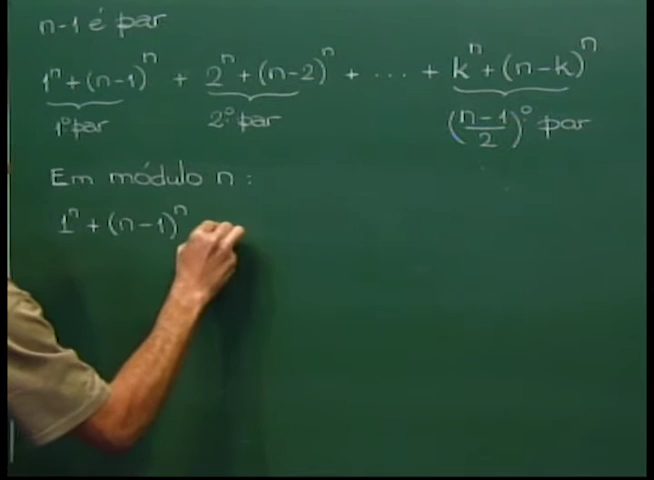 n-1 é par
1ⁿ + (n-1)ⁿ + 2ⁿ + (n-2)ⁿ + ... + kⁿ + (n-k)ⁿ
1º par 2º par ((n-1)/2)º par
Em módulo n:
1ⁿ + (n-1)ⁿ